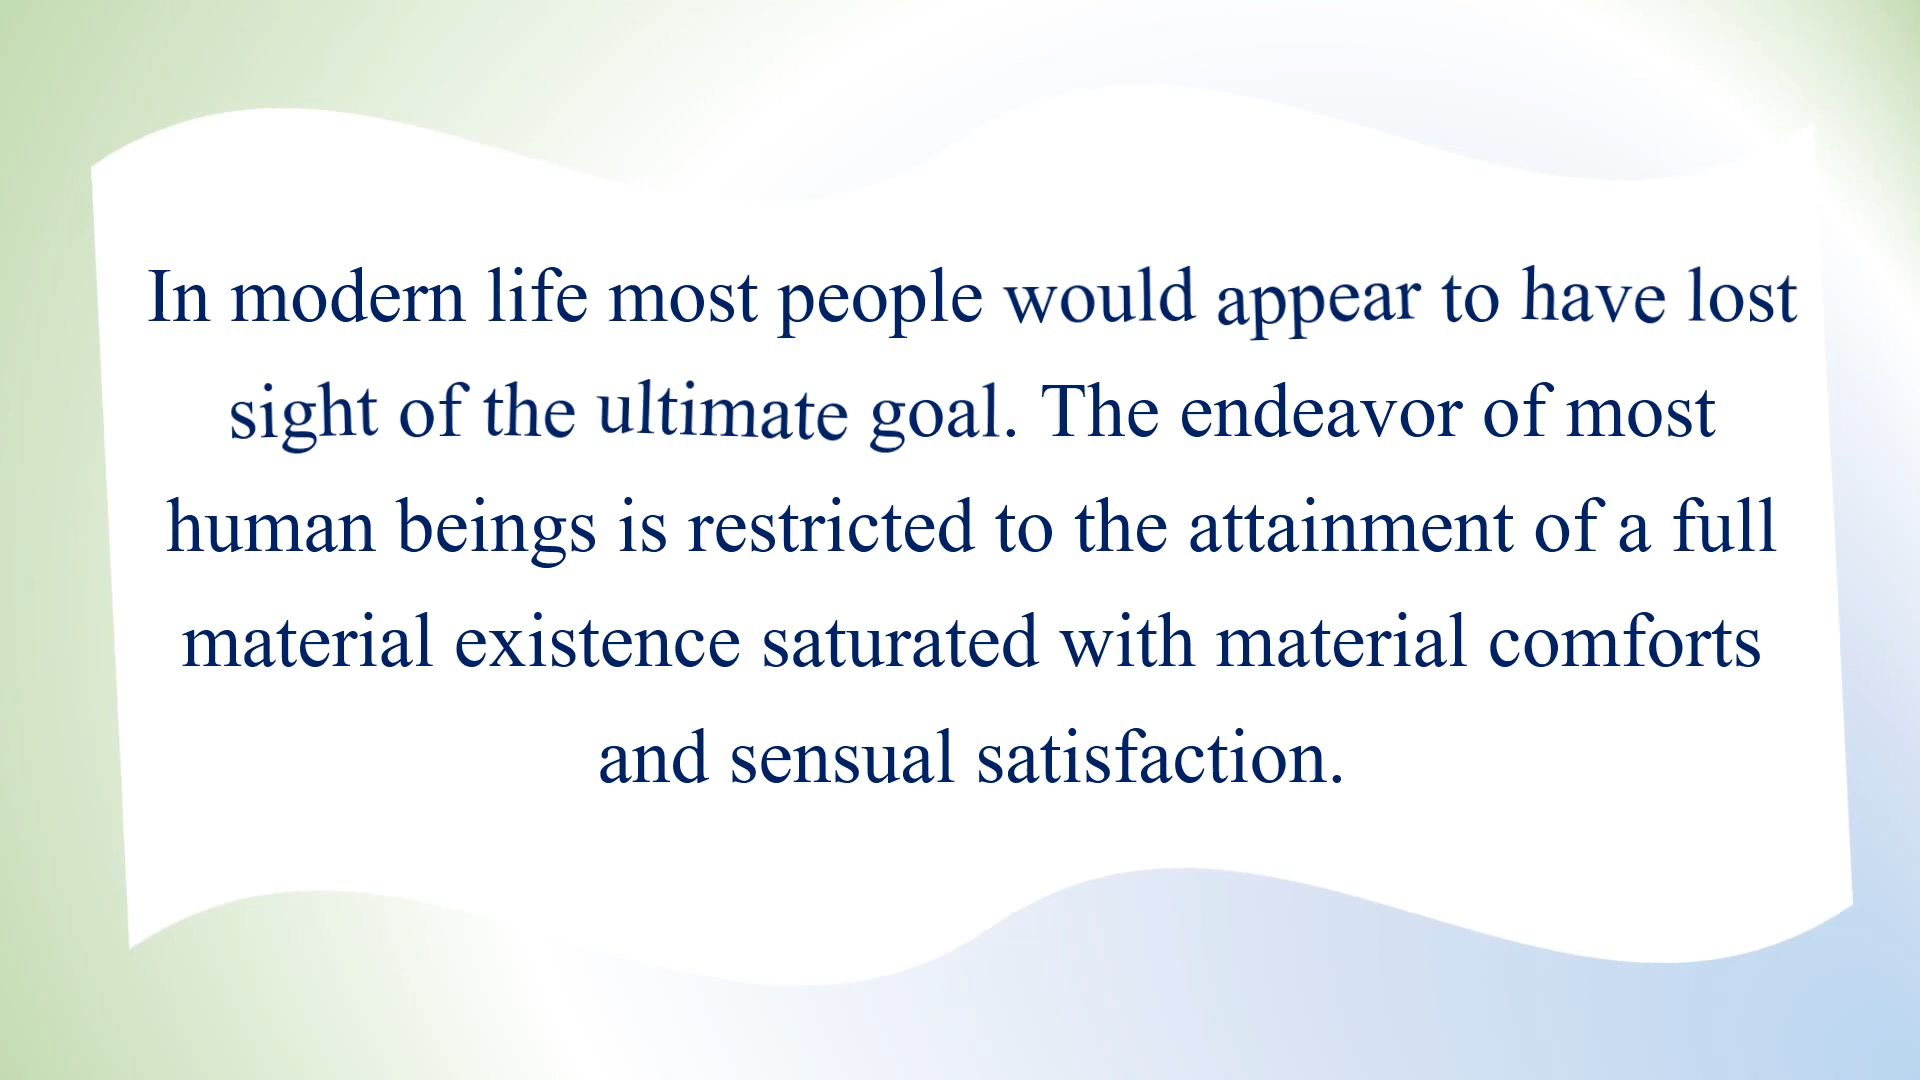 In modern life most people would appear to have lost
sight of the ultimate goal. The endeavor of most
human beings is restricted to the attainment of a full
material existence saturated with material comforts
and sensual satisfaction.